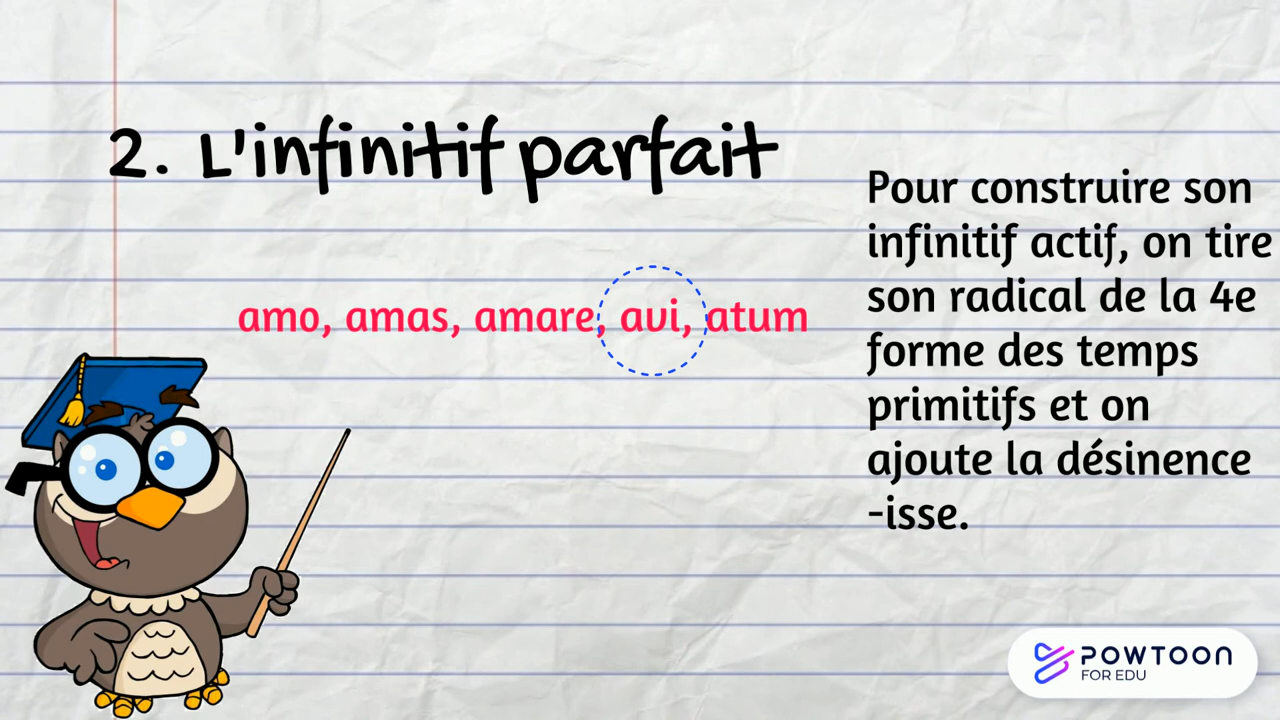 2. L'infinitif parfait
amo, amas, amare, avi, atum
Pour construire son
infinitif actif, on tire
son radical de la 4e
forme des temps
primitifs et on
ajoute la désinence
-isse.
POWTOON
FOR EDU